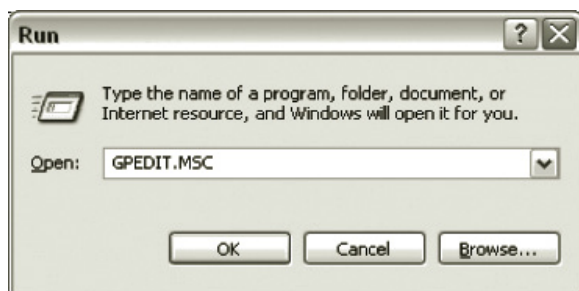 Run
Type the name of a program, folder, document, or
Internet resource, and Windows will open it for you.
Open: GPEDIT.MSC
OK Cancel Browse...